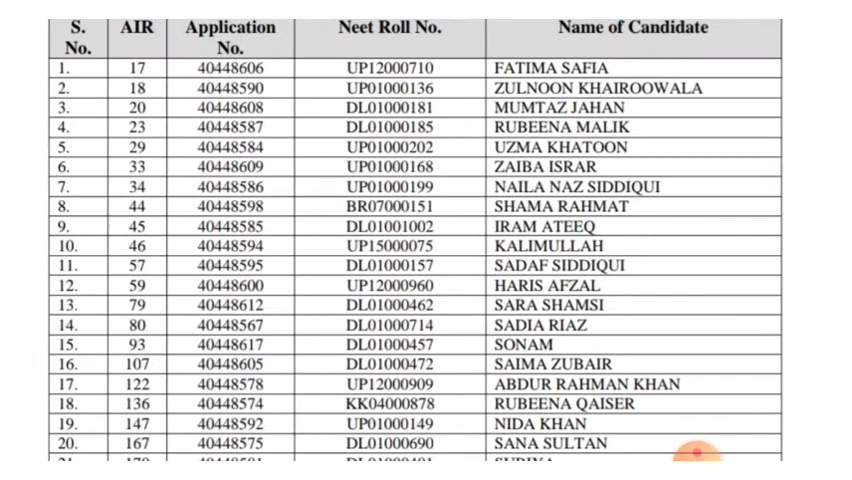 S. No. AIR Application No. Neet Roll No. Name of Candidate
1. 17 40448606 UP12000710 FATIMA SAFIA
2. 18 40448590 UP01000136 ZULNOON KHAIROOWALA
3. 20 40448608 DL01000181 MUMTAZ JAHAN
4. 23 40448587 DL01000185 RUBEENA MALIK
5. 29 40448584 UP01000202 UZMA KHATOON
6. 33 40448609 UP01000168 ZAIBA ISRAR
7. 34 40448586 UP01000199 NAILA NAZ SIDDIQUI
8. 44 40448598 BR07000151 SHAMA RAHMAT
9. 45 40448585 DL01001002 IRAM ATEEQ
10. 46 40448594 UP15000075 KALIMULLAH
11. 57 40448595 DL01000157 SADAF SIDDIQUI
12. 59 40448600 UP12000960 HARIS AFZAL
13. 79 40448612 DL01000462 SARA SHAMSI
14. 80 40448567 DL01000714 SADIA RIAZ
15. 93 40448617 DL01000457 SONAM
16. 107 40448605 DL01000472 SAIMA ZUBAIR
17. 122 40448578 UP12000909 ABDUR RAHMAN KHAN
18. 136 40448574 KK04000878 RUBEENA QAISER
19. 147 40448592 UP01000149 NIDA KHAN
20. 167 40448575 DL01000690 SANA SULTAN